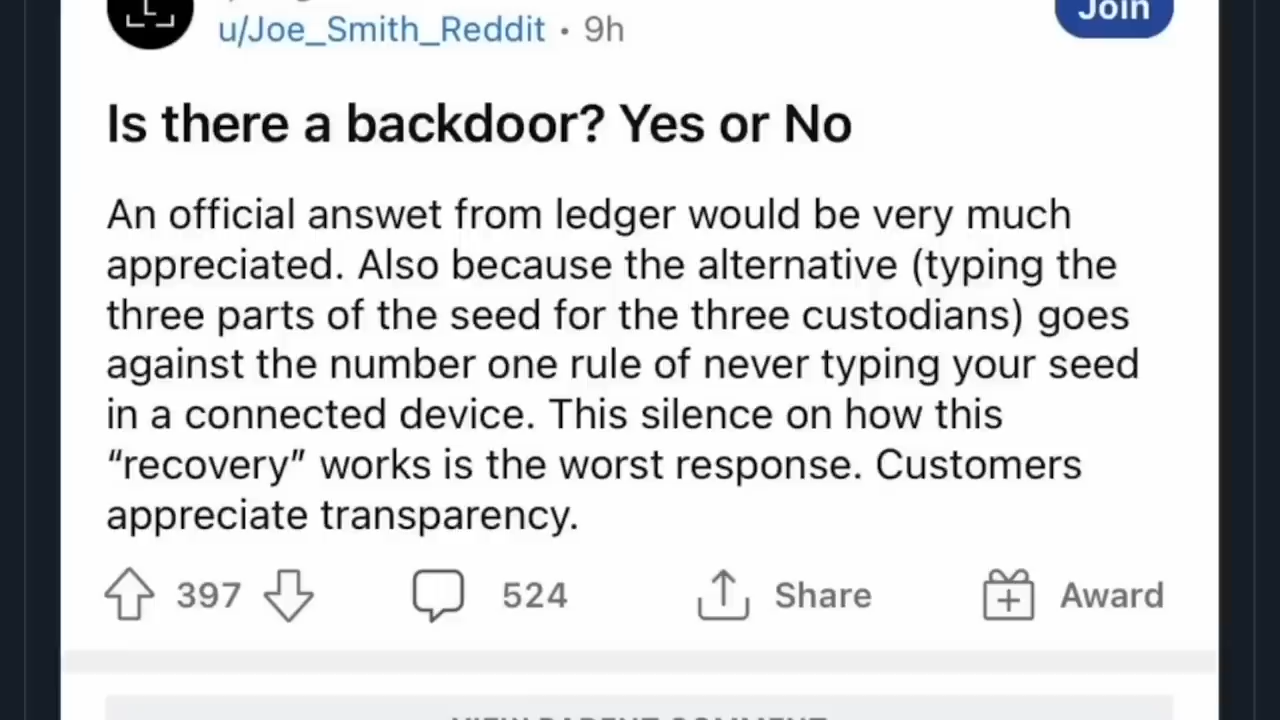 Join
u/Joe_Smith_Reddit • 9h
Is there a backdoor? Yes or No
An official answet from ledger would be very much
appreciated. Also because the alternative (typing the
three parts of the seed for the three custodians) goes
against the number one rule of never typing your seed
in a connected device. This silence on how this
“recovery” works is the worst response. Customers
appreciate transparency.
397
524
Share
Award
VIEW PARENT COMMENT